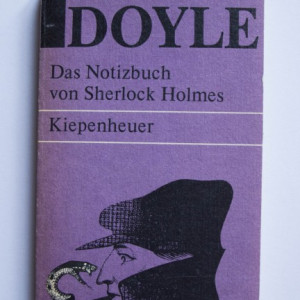 DOYLE
Das Notizbuch
von Sherlock Holmes
Kiepenheuer